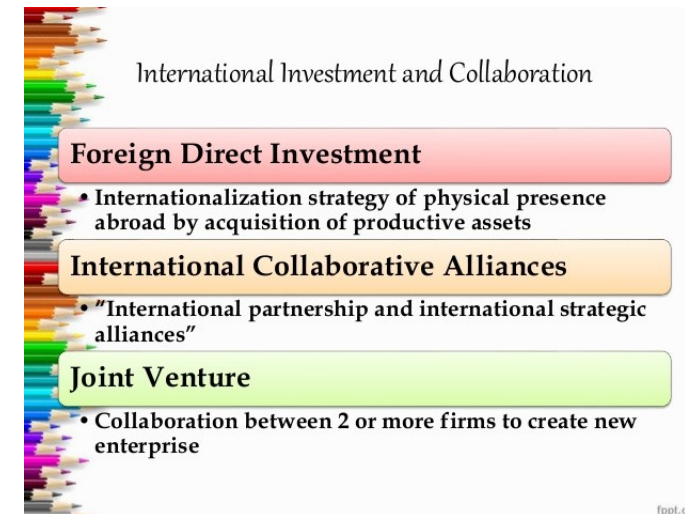 International Investment and Collaboration
Foreign Direct Investment
• Internationalization strategy of physical presence
abroad by acquisition of productive assets
International Collaborative Alliances
• ”International partnership and international strategic
alliances”
Joint Venture
• Collaboration between 2 or more firms to create new
enterprise